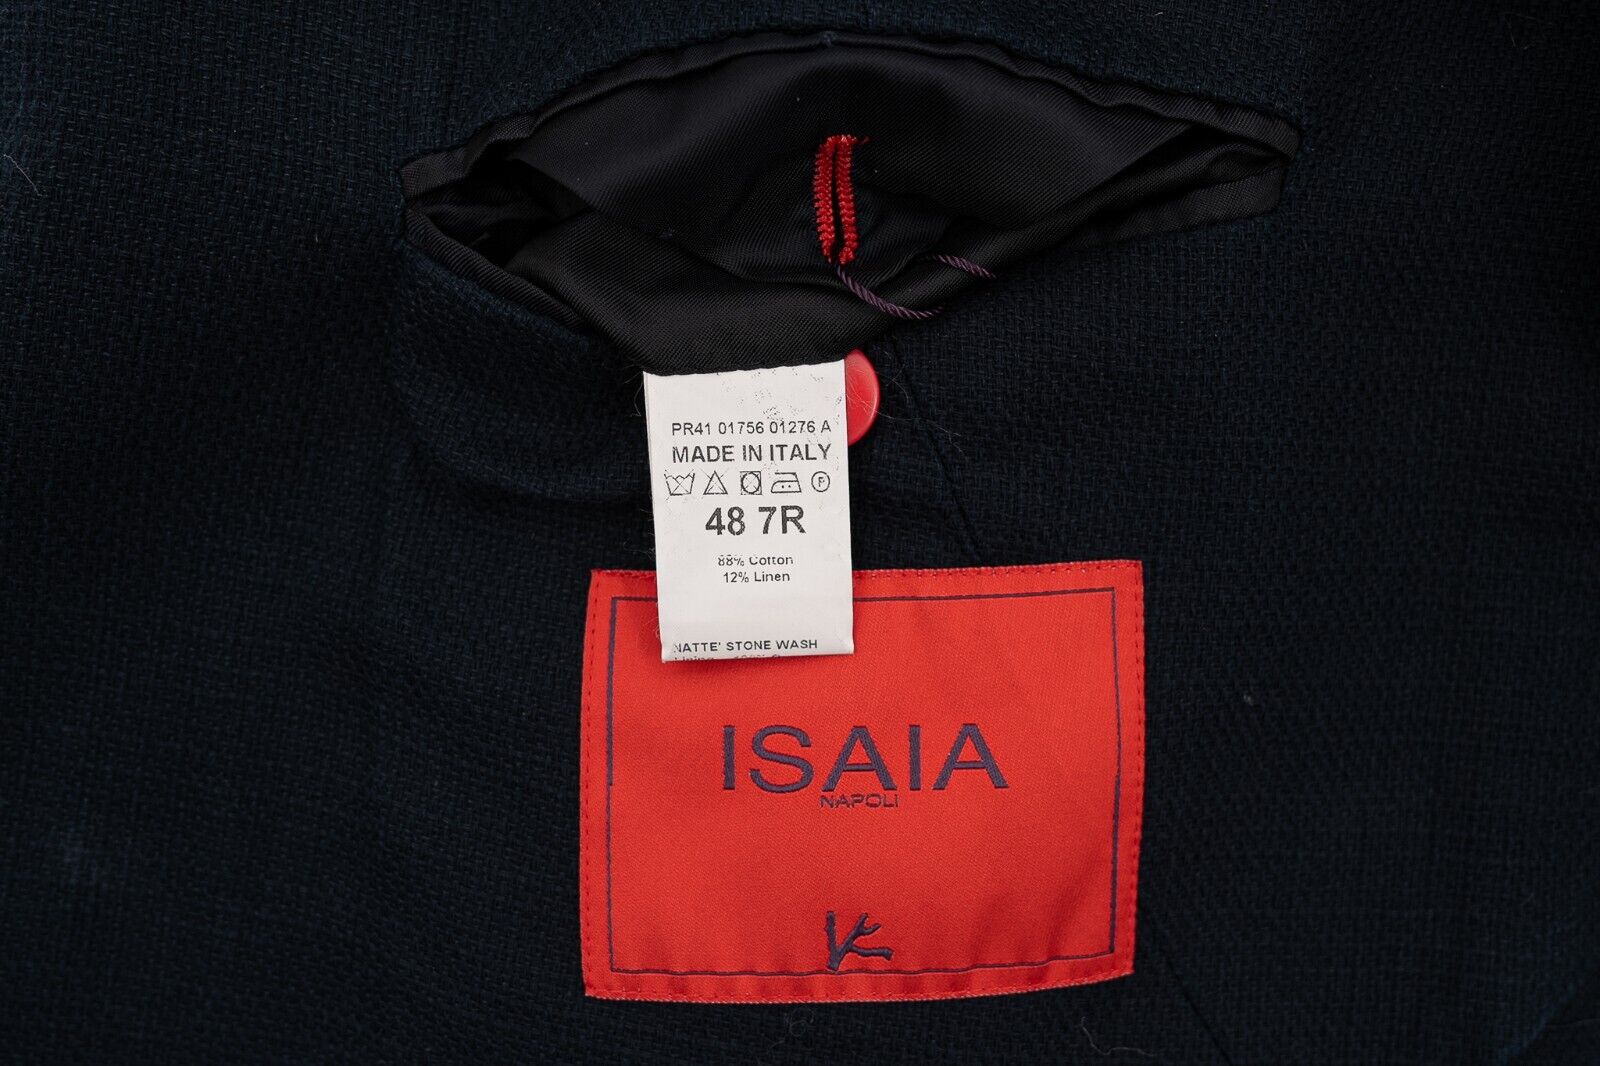 PR41 01756 01276 A
MADE IN ITALY
P
48 7R
88% Cotton
12% Linen
NATTE' STONE WASH
ISAIA
NAPOLI